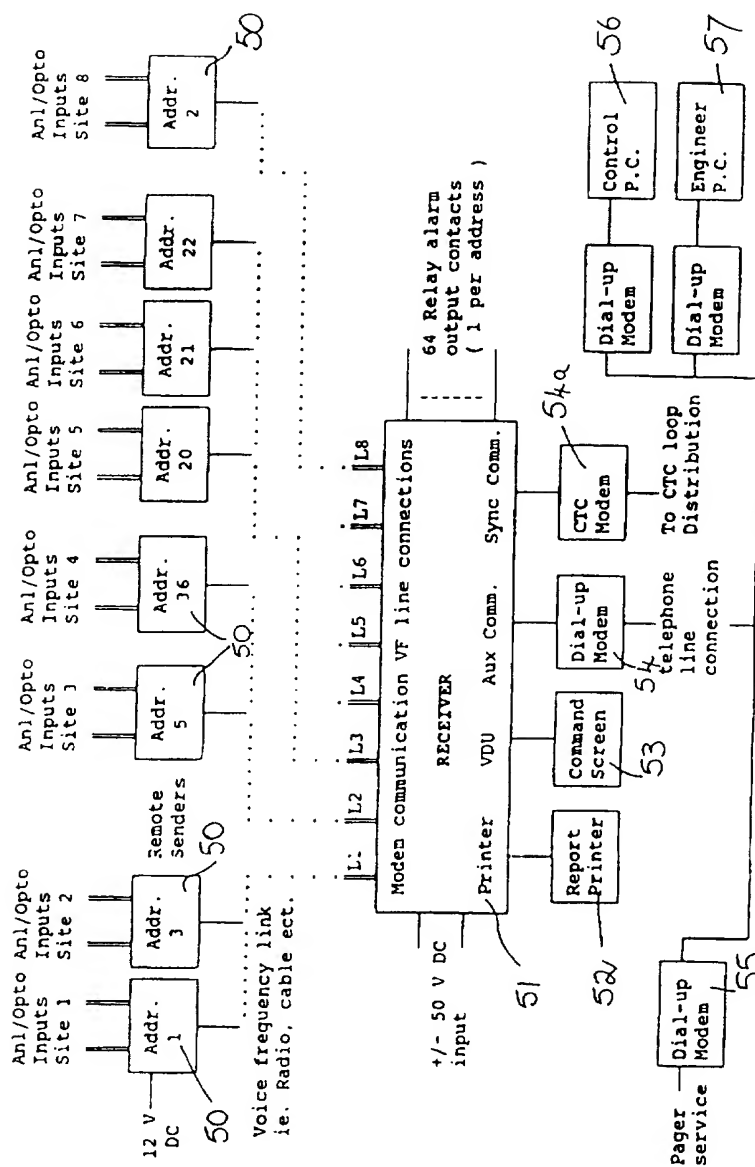 Anl/Opto
Inputs
Site 1
Anl/Opto
Inputs
Site 2
Anl/Opto
Inputs
Site 3
Anl/Opto
Inputs
Site 4
Anl/Opto
Inputs
Site 5
Anl/Opto
Inputs
Site 6
Anl/Opto
Inputs
Site 7
Anl/Opto
Inputs
Site 8
12 V
DC
Addr.
1
Addr.
3
Remote
Senders
Addr.
5
Addr.
36
Addr.
20
Addr.
21
Addr.
22
Addr.
2
50
50
50
50
50
Voice frequency link
ie. Radio, cable ect.
L2
L3
L4
L5
L6
L7
L8
Modem communication VF line connections
RECEIVER
Printer
VDU
Aux Comm.
Sync Comm.
+/- 50 V DC
input
64 Relay alarm
output contacts
( 1 per address )
51
Report
Printer
52
Command
Screen
53
Dial-up
Modem
54
telephone
line
connection
CTC
Modem
54a
To CTC loop
Distribution
Pager
service
Dial-up
Modem
55
Dial-up
Modem
Control
P.C.
56
Dial-up
Modem
Engineer
P.C.
57